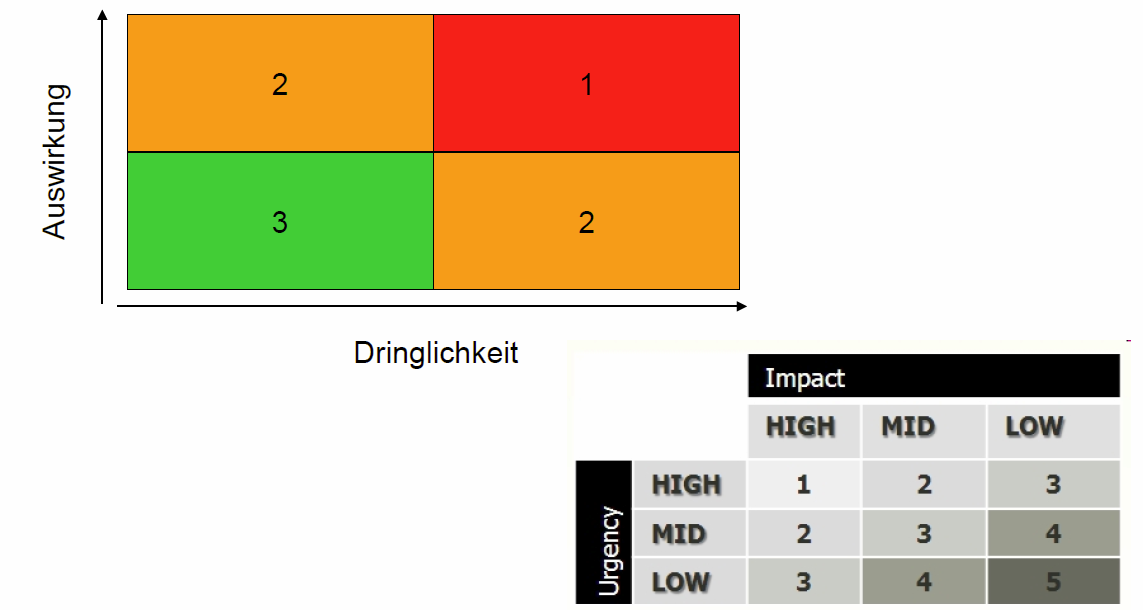 Auswirkung
2 1
3 2
Dringlichkeit
Impact
HIGH MID LOW
Urgency
HIGH 1 2 3
MID 2 3 4
LOW 3 4 5